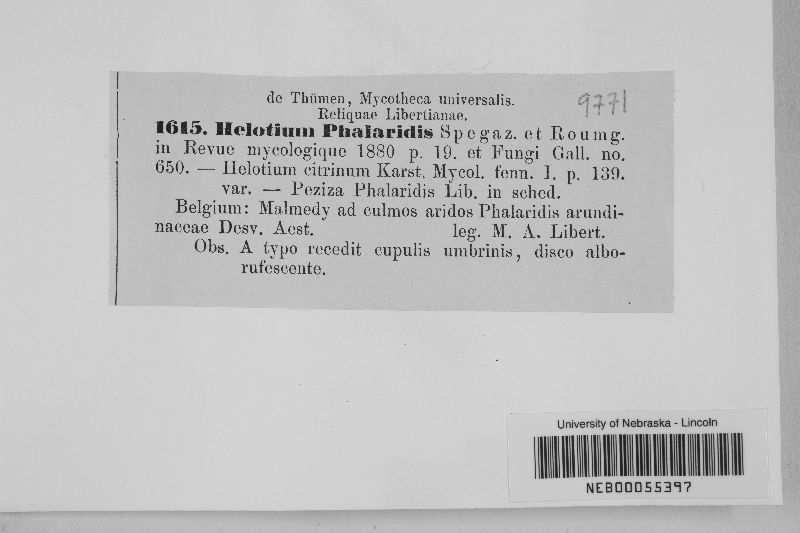 de Thümen, Mycotheca universalis.
9771
Reliquae Libertianae.
1615. Helotium Phalaridis Spegaz. et Roumg.
in Revue mycologique 1880 p. 19. et Fungi Gall. no.
650. — Helotium citrinum Karst. Mycol. fenn. I. p. 139.
var. — Peziza Phalaridis Lib. in sched.
Belgium: Malmedy ad culmos aridos Phalaridis arundi-
naceae Desv. Aest. leg. M. A. Libert.
Obs. A typo recedit cupulis umbrinis, disco albo-
rufescente.
University of Nebraska - Lincoln
NEB00055397